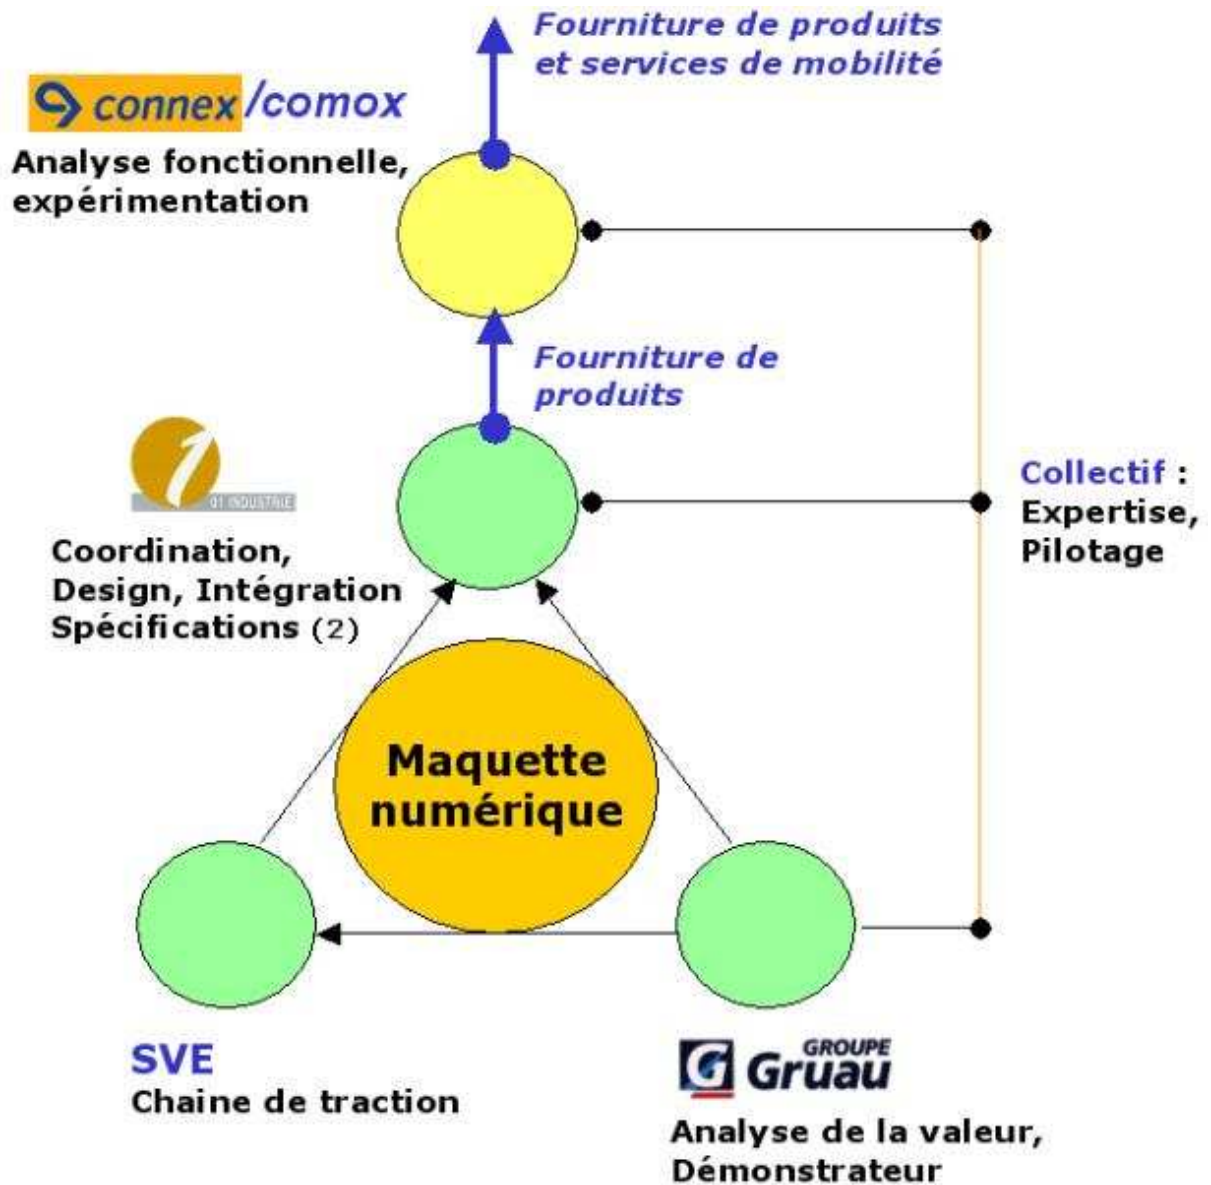 Fourniture de produits
et services de mobilité
connex/comox
Analyse fonctionnelle,
expérimentation
Fourniture de
produits
1
01 INDUSTRIE
Coordination,
Design, Intégration
Spécifications (2)
Collectif :
Expertise,
Pilotage
Maquette
numérique
SVE
Chaine de traction
G GROUPE
Gruau
Analyse de la valeur,
Démonstrateur